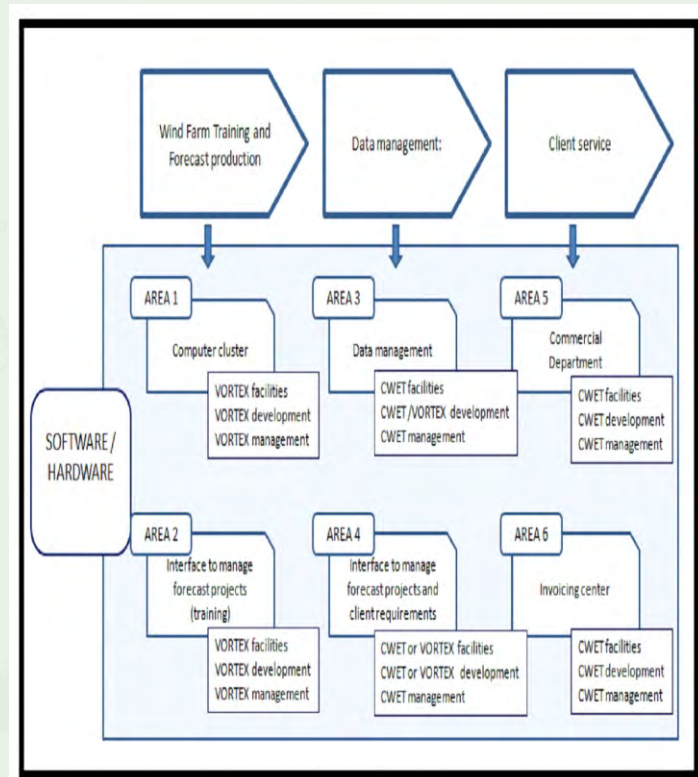 Wind Farm Training and
Forecast production
Data management:
Client service
SOFTWARE /
HARDWARE
AREA 1
Computer cluster
VORTEX facilities
VORTEX development
VORTEX management
AREA 3
Data management
CWET facilities
CWET /VORTEX development
CWET management
AREA 5
Commercial
Department
CWET facilities
CWET development
CWET management
AREA 2
Interface to manage
forecast projects
(training)
VORTEX facilities
VORTEX development
VORTEX management
AREA 4
Interface to manage
forecast projects and
client requirements
CWET or VORTEX facilities
CWET or VORTEX development
CWET management
AREA 6
Invoicing center
CWET facilities
CWET development
CWET management